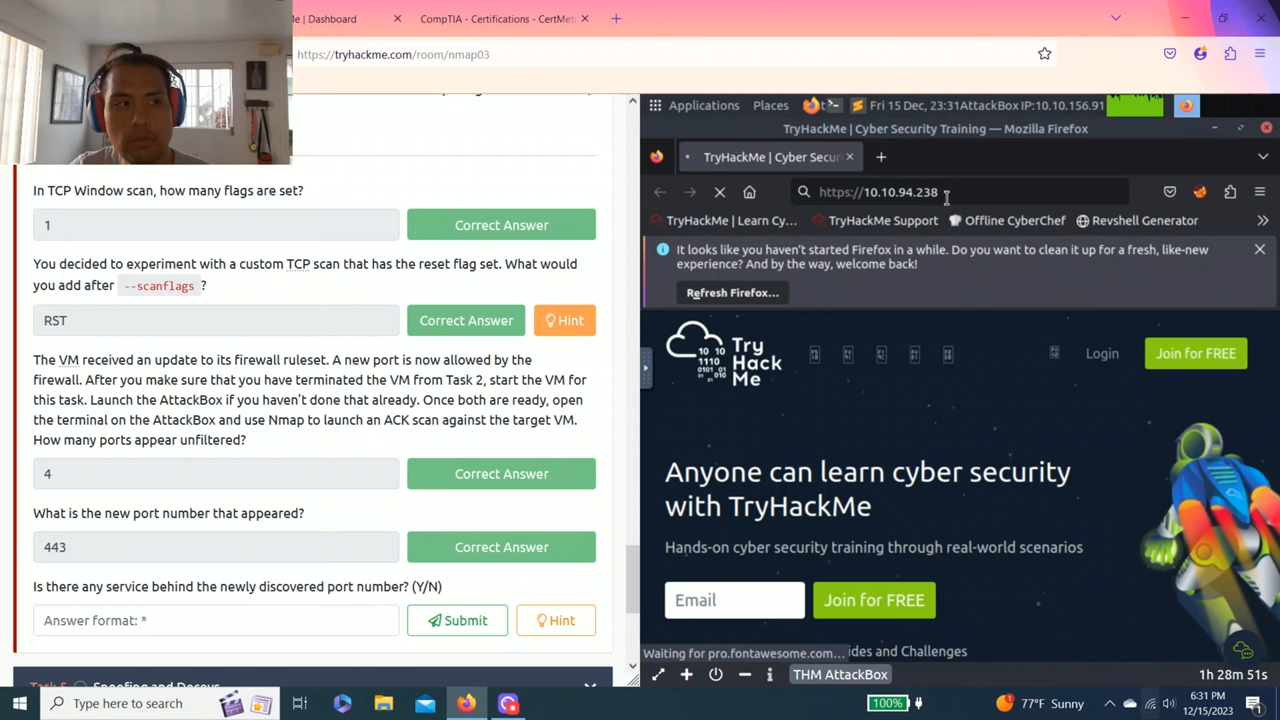 Me | Dashboard
CompTIA - Certifications - CertMet
https://tryhackme.com/room/nmap03
In TCP Window scan, how many flags are set?
1
Correct Answer
You decided to experiment with a custom TCP scan that has the reset flag set. What would
you add after --scanflags ?
RST
Correct Answer
Hint
The VM received an update to its firewall ruleset. A new port is now allowed by the
firewall. After you make sure that you have terminated the VM from Task 2, start the VM for
this task. Launch the AttackBox if you haven't done that already. Once both are ready, open
the terminal on the AttackBox and use Nmap to launch an ACK scan against the target VM.
How many ports appear unfiltered?
4
Correct Answer
What is the new port number that appeared?
443
Correct Answer
Is there any service behind the newly discovered port number? (Y/N)
Answer format: *
Submit
Hint
Task 5 Spoofing and Decoys
Applications Places Fri 15 Dec, 23:31 AttackBox IP:10.10.156.91
TryHackMe | Cyber Security Training — Mozilla Firefox
TryHackMe | Cyber Secur
https://10.10.94.238
TryHackMe | Learn Cy...
TryHackMe Support
Offline CyberChef
Revshell Generator
It looks like you haven't started Firefox in a while. Do you want to clean it up for a fresh, like-new
experience? And by the way, welcome back!
Refresh Firefox...
Try
Hack
Me
Login
Join for FREE
Anyone can learn cyber security
with TryHackMe
Hands-on cyber security training through real-world scenarios
Email
Join for FREE
Waiting for pro.fontawesome.com...
ides and Challenges
THM AttackBox
1h 28m 51s
Type here to search
100%
77°F Sunny
6:31 PM
12/15/2023
1